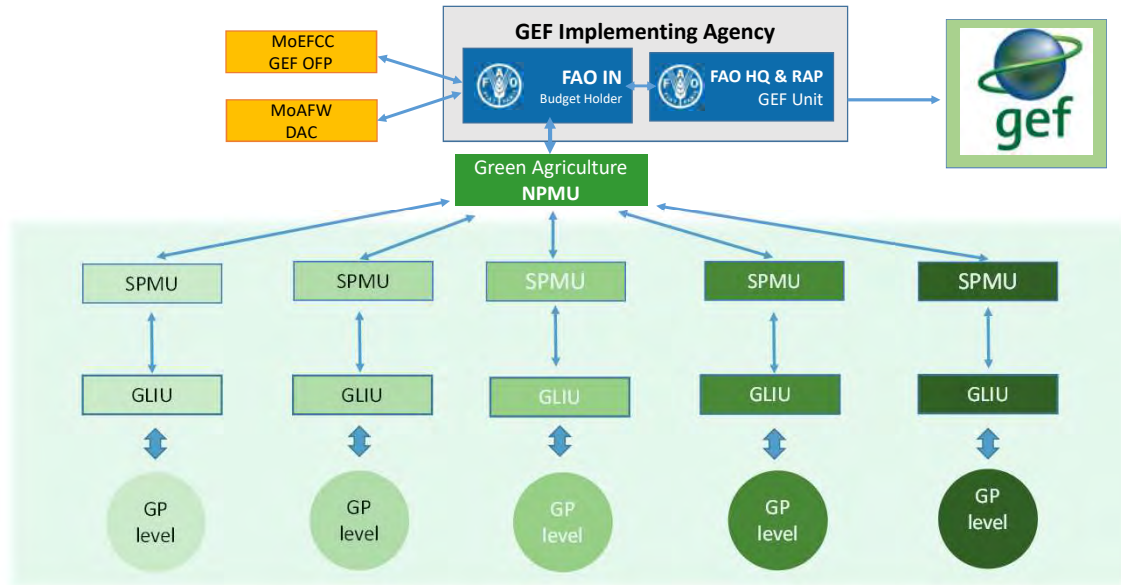 GEF Implementing Agency
MoEFCC
GEF OFP
MoAFW
DAC
FAO
FAO IN
Budget Holder
FAO
FAO HQ & RAP
GEF Unit
gef
Green Agriculture
NPMU
SPMU
SPMU
SPMU
SPMU
SPMU
GLIU
GLIU
GLIU
GLIU
GLIU
GP
level
GP
level
GP
level
GP
level
GP
level